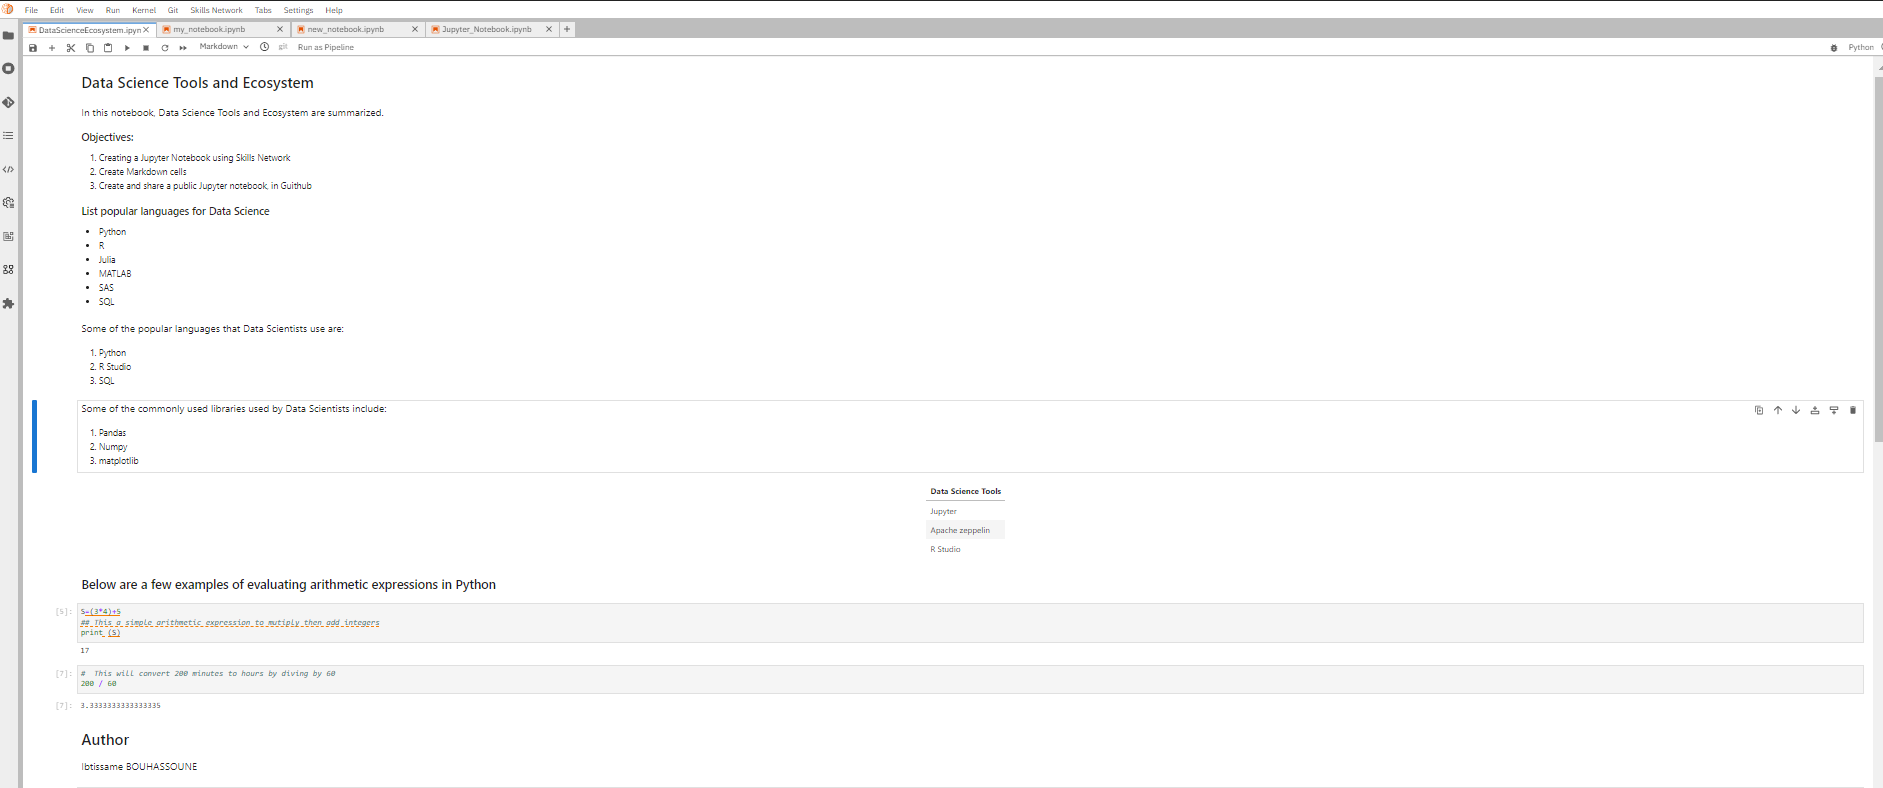 File Edit View Run Kernel Git Skills Network Tabs Settings Help
DataScienceEcosystem.ipyn my_notebook.ipynb new_notebook.ipynb Jupyter_Notebook.ipynb
Markdown git Run as Pipeline Python
Data Science Tools and Ecosystem
In this notebook, Data Science Tools and Ecosystem are summarized.
Objectives:
1. Creating a Jupyter Notebook using Skills Network
2. Create Markdown cells
3. Create and share a public Jupyter notebook, in Guithub
List popular languages for Data Science
• Python
• R
• Julia
• MATLAB
• SAS
• SQL
Some of the popular languages that Data Scientists use are:
1. Python
2. R Studio
3. SQL
Some of the commonly used libraries used by Data Scientists include:
1. Pandas
2. Numpy
3. matplotlib
Data Science Tools
Jupyter
Apache zeppelin
R Studio
Below are a few examples of evaluating arithmetic expressions in Python
[5]: S=(3*4)+5
## This a simple arithmetic expression to mutiply then add integers
print (S)
17
[7]: # This will convert 200 minutes to hours by diving by 60
200 / 60
[7]: 3.3333333333333335
Author
Ibtissame BOUHASSOUNE